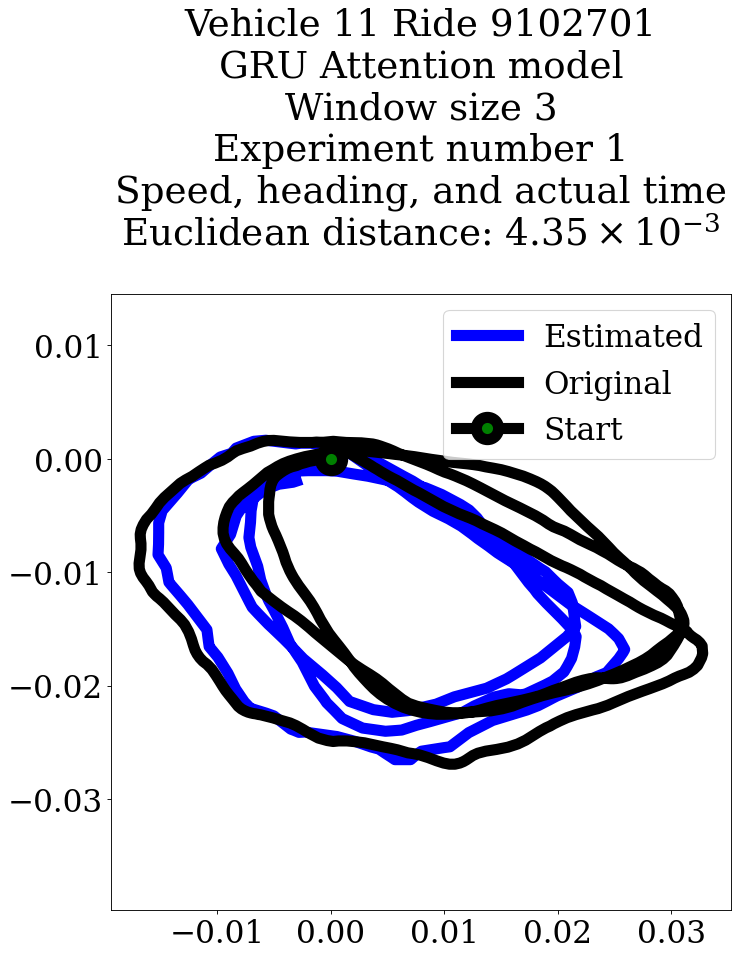 Vehicle 11 Ride 9102701
GRU Attention model
Window size 3
Experiment number 1
Speed, heading, and actual time
Euclidean distance: 4.35 × 10⁻³
Estimated
Original
Start
0.01
0.00
−0.01
−0.02
−0.03
−0.01 0.00 0.01 0.02 0.03